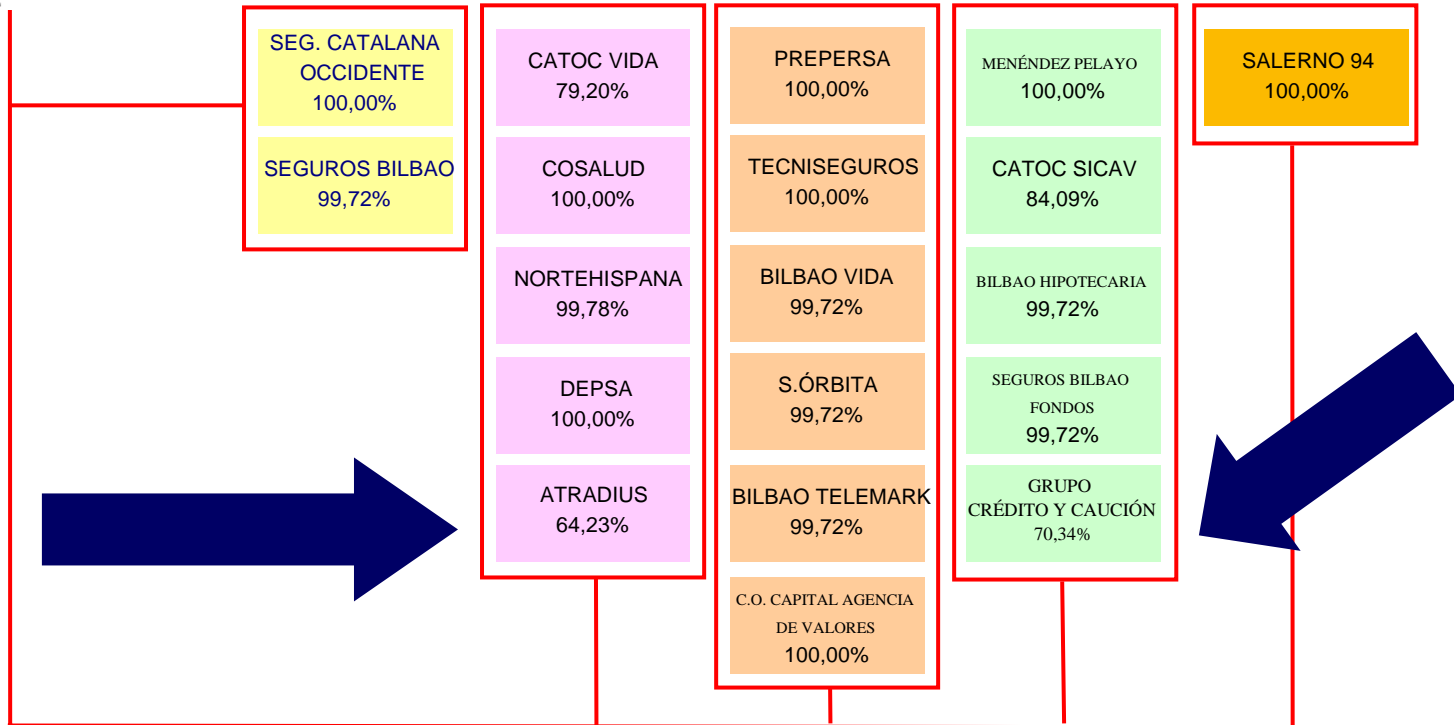 SEG. CATALANA
OCCIDENTE
100,00%
SEGUROS BILBAO
99,72%
CATOC VIDA
79,20%
COSALUD
100,00%
NORTEHISPANA
99,78%
DEPSA
100,00%
ATRADIUS
64,23%
PREPERSA
100,00%
TECNISEGUROS
100,00%
BILBAO VIDA
99,72%
S.ÓRBITA
99,72%
BILBAO TELEMARK
99,72%
C.O. CAPITAL AGENCIA
DE VALORES
100,00%
MENÉNDEZ PELAYO
100,00%
CATOC SICAV
84,09%
BILBAO HIPOTECARIA
99,72%
SEGUROS BILBAO
FONDOS
99,72%
GRUPO
CRÉDITO Y CAUCIÓN
70,34%
SALERNO 94
100,00%